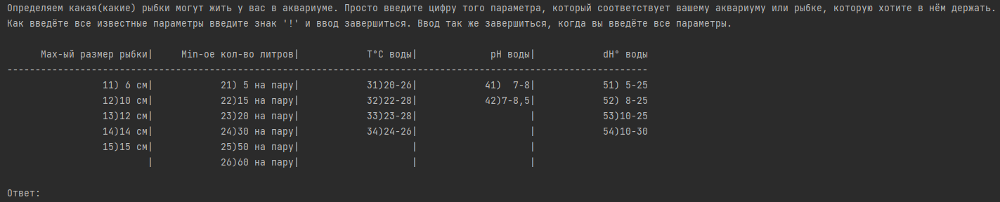 Определяем какая(какие) рыбки могут жить у вас в аквариуме. Просто введите цифру того параметра, который соответствует вашему аквариуму или рыбке, которую хотите в нём держать.
Как введёте все известные параметры введите знак '!' и ввод завершиться. Ввод так же завершиться, когда вы введёте все параметры.
Max-ый размер рыбки| Min-ое кол-во литров| T°C воды| pH воды| dH° воды
------------------------------------------------------------------------------------------------------------------
11) 6 см| 21) 5 на пару| 31)20-26| 41) 7-8| 51) 5-25
12)10 см| 22)15 на пару| 32)22-28| 42)7-8,5| 52) 8-25
13)12 см| 23)20 на пару| 33)23-28| | 53)10-25
14)14 см| 24)30 на пару| 34)24-26| | 54)10-30
15)15 см| 25)50 на пару| | |
| 26)60 на пару| | |
Ответ: